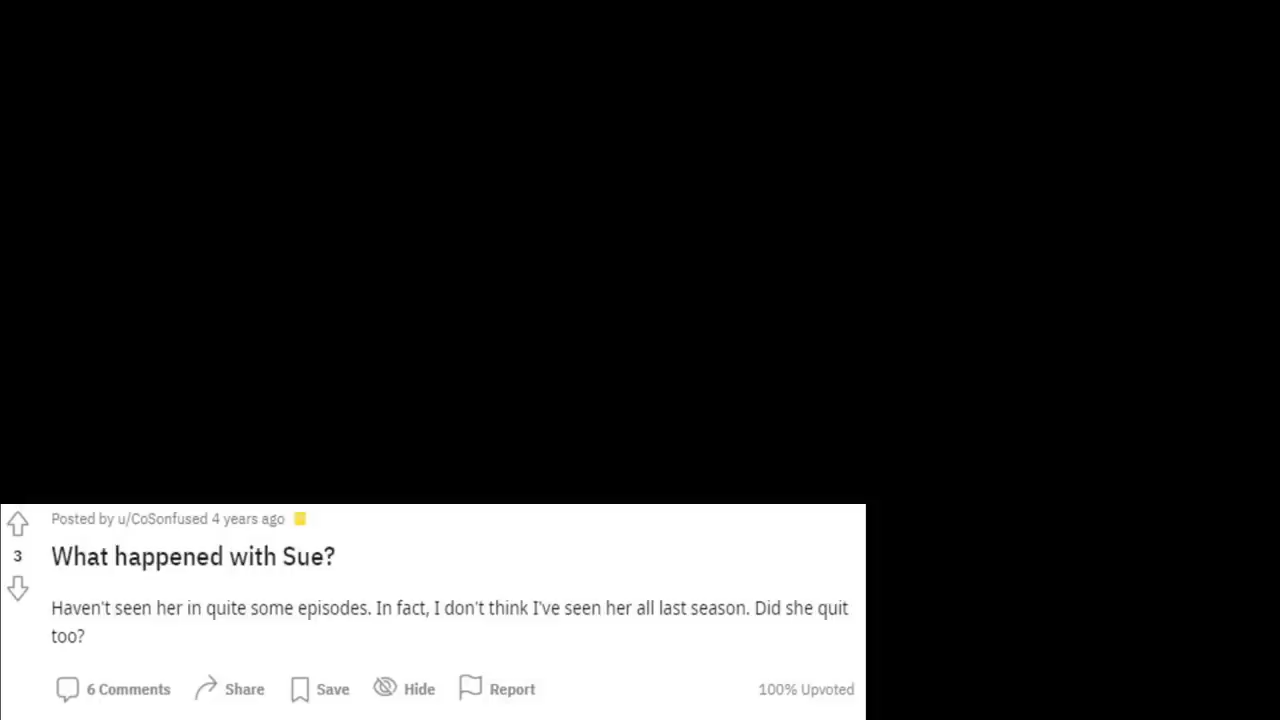 Posted by u/CoSonfused 4 years ago
3
What happened with Sue?
Haven't seen her in quite some episodes. In fact, I don't think I've seen her all last season. Did she quit
too?
6 Comments Share Save Hide Report 100% Upvoted